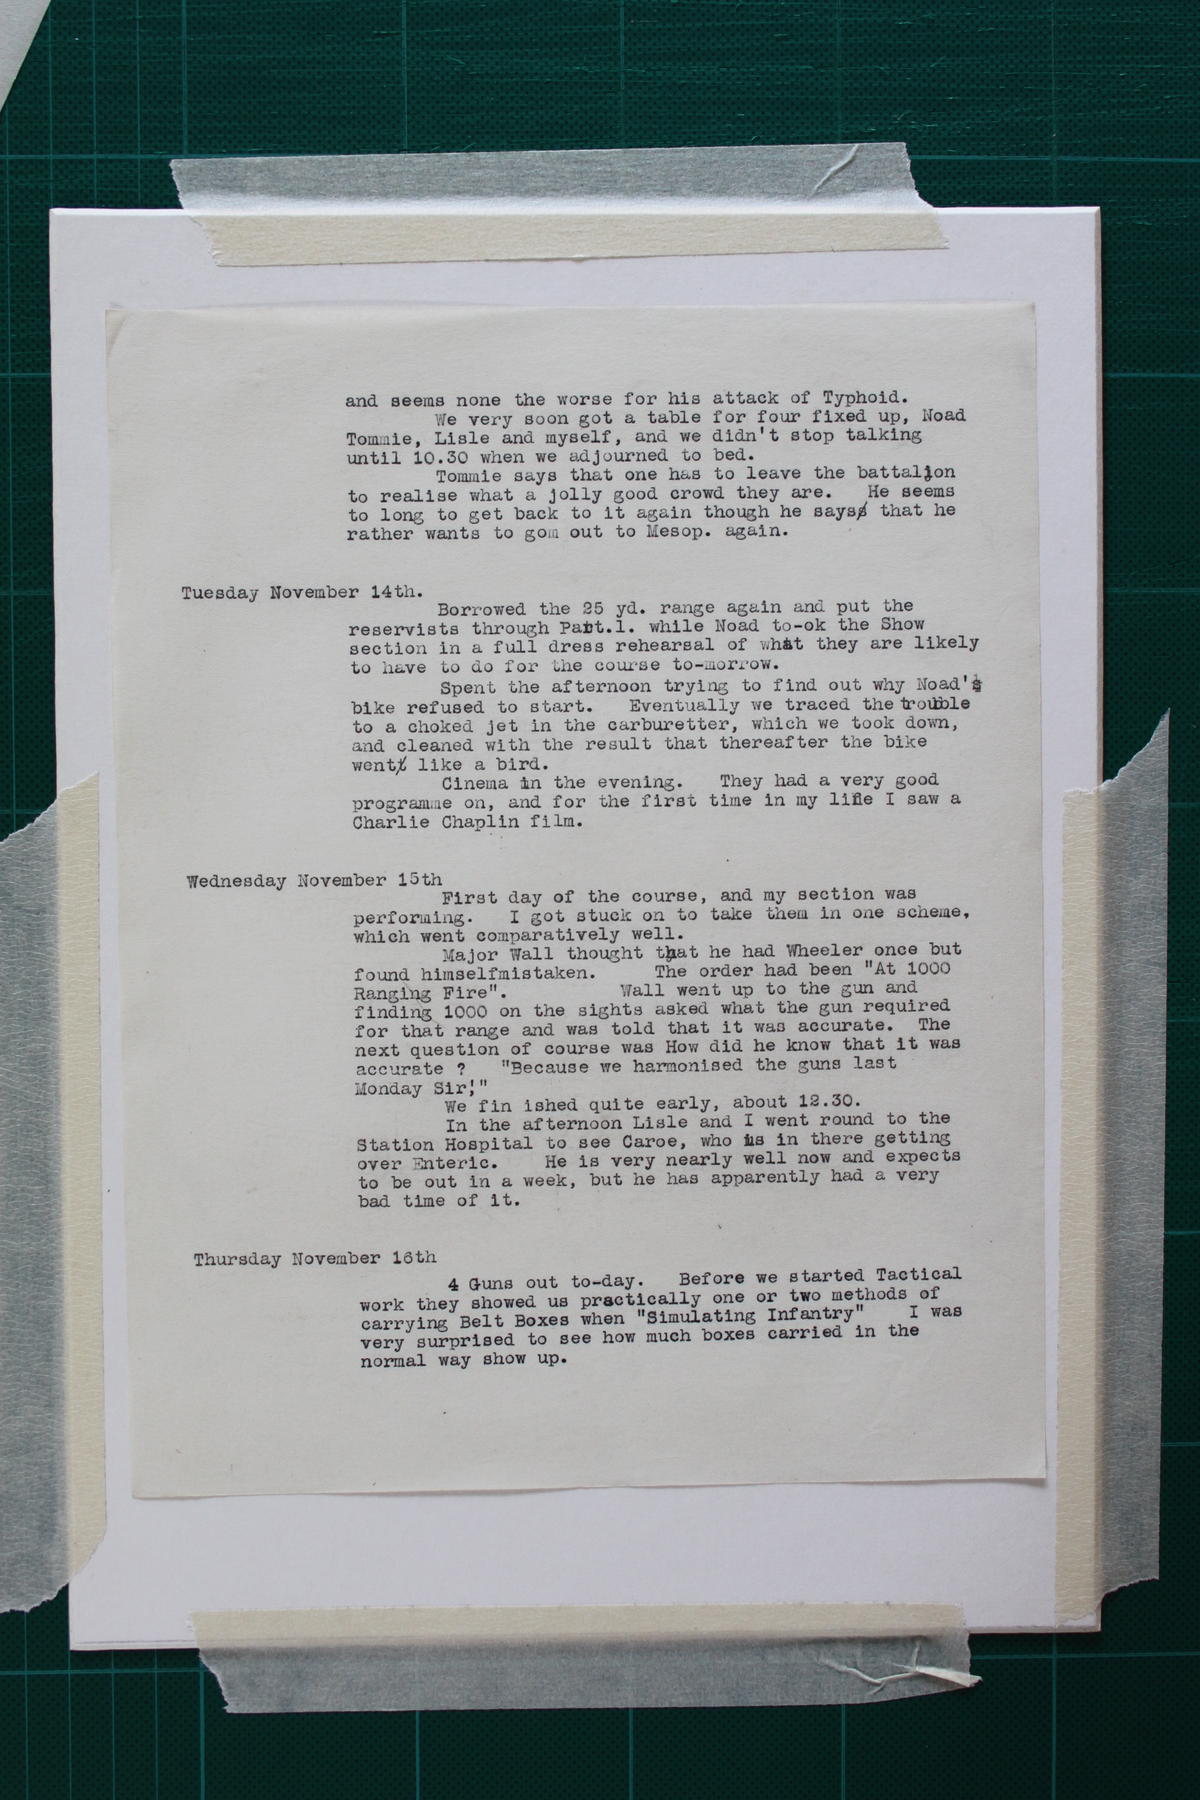 and seems none the worse for his attack of Typhoid.
We very soon got a table for four fixed up, Noad
Tommie, Lisle and myself, and we didn't stop talking
until 10.30 when we adjourned to bed.
Tommie says that one has to leave the battalion
to realise what a jolly good crowd they are. He seems
to long to get back to it again though he says that he
rather wants to gom out to Mesop. again.
Tuesday November 14th.
Borrowed the 25 yd. range again and put the
reservists through Part.1. while Noad to-ok the Show
section in a full dress rehearsal of what they are likely
to have to do for the course to-morrow.
Spent the afternoon trying to find out why Noad's
bike refused to start. Eventually we traced the trouble
to a choked jet in the carburetter, which we took down,
and cleaned with the result that thereafter the bike
went like a bird.
Cinema in the evening. They had a very good
programme on, and for the first time in my life I saw a
Charlie Chaplin film.
Wednesday November 15th
First day of the course, and my section was
performing. I got stuck on to take them in one scheme,
which went comparatively well.
Major Wall thought that he had Wheeler once but
found himselfmistaken. The order had been "At 1000
Ranging Fire". Wall went up to the gun and
finding 1000 on the sights asked what the gun required
for that range and was told that it was accurate. The
next question of course was How did he know that it was
accurate ? "Because we harmonised the guns last
Monday Sir!"
We fin ished quite early, about 12.30.
In the afternoon Lisle and I went round to the
Station Hospital to see Caroe, who is in there getting
over Enteric. He is very nearly well now and expects
to be out in a week, but he has apparently had a very
bad time of it.
Thursday November 16th
4 Guns out to-day. Before we started Tactical
work they showed us practically one or two methods of
carrying Belt Boxes when "Simulating Infantry" I was
very surprised to see how much boxes carried in the
normal way show up.